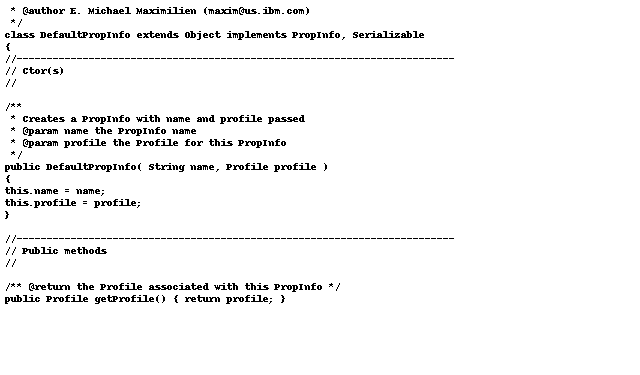 * @author E. Michael Maximilien (maxim@us.ibm.com)
*/
class DefaultPropInfo extends Object implements PropInfo, Serializable
{
//-------------------------------------------------------------------------
// Ctor(s)
//
/**
* Creates a PropInfo with name and profile passed
* @param name the PropInfo name
* @param profile the Profile for this PropInfo
*/
public DefaultPropInfo( String name, Profile profile )
{
this.name = name;
this.profile = profile;
}
//-------------------------------------------------------------------------
// Public methods
//
/** @return the Profile associated with this PropInfo */
public Profile getProfile() { return profile; }